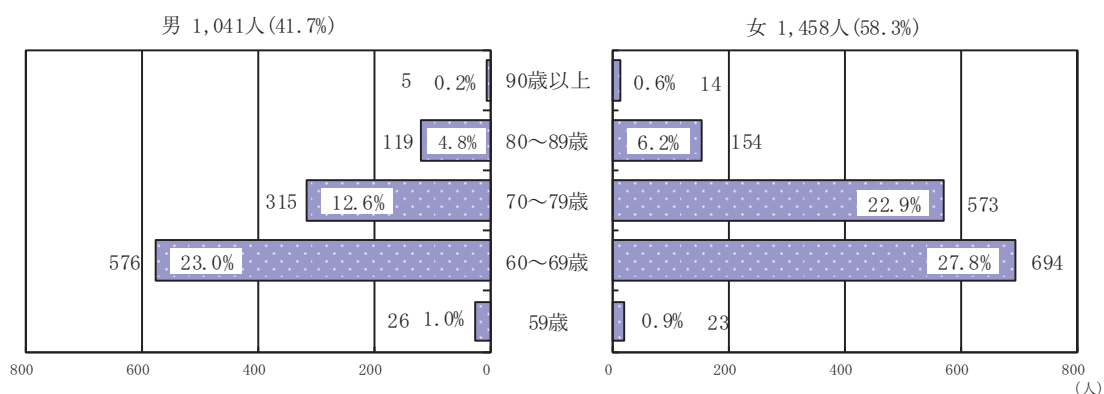 男 1,041人(41.7%) 女 1,458人(58.3%)
5 0.2% 90歳以上 0.6% 14
119 4.8% 80～89歳 6.2% 154
315 12.6% 70～79歳 22.9% 573
576 23.0% 60～69歳 27.8% 694
26 1.0% 59歳 0.9% 23
800 600 400 200 0 0 200 400 600 800
(人)